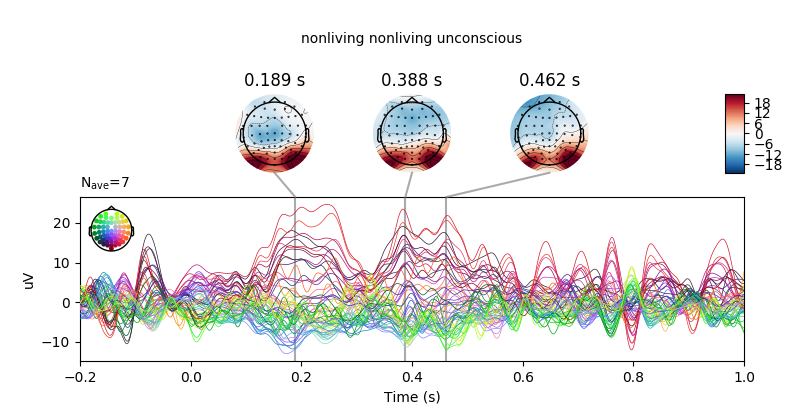 nonliving nonliving unconscious
0.189 s 0.388 s 0.462 s
18
12
6
0
−6
−12
−18
Nave=7
20
10
0
−10
uV
−0.2 0.0 0.2 0.4 0.6 0.8 1.0
Time (s)